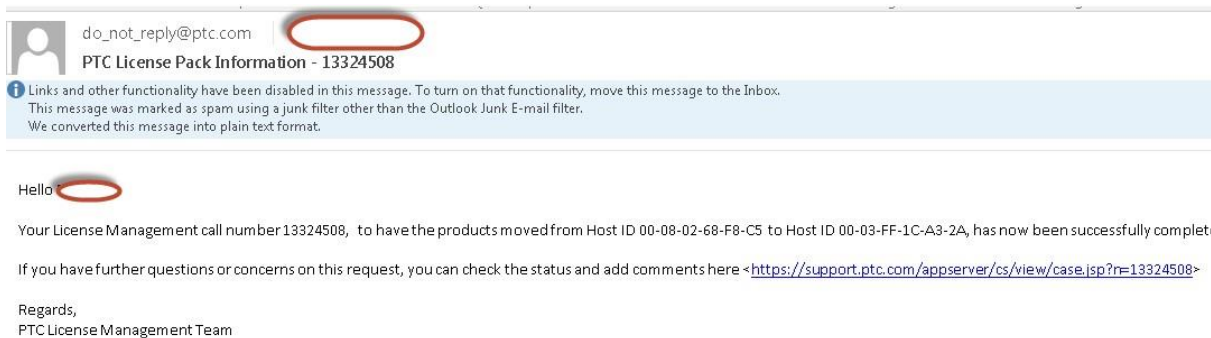 do_not_reply@ptc.com
PTC License Pack Information - 13324508
Links and other functionality have been disabled in this message. To turn on that functionality, move this message to the Inbox.
This message was marked as spam using a junk filter other than the Outlook Junk E-mail filter.
We converted this message into plain text format.
Hello
Your License Management call number 13324508, to have the products moved from Host ID 00-08-02-68-F8-C5 to Host ID 00-03-FF-1C-A3-2A, has now been successfully complet
If you have further questions or concerns on this request, you can check the status and add comments here <https://support.ptc.com/appserver/cs/view/case.jsp?n=13324508>
Regards,
PTC License Management Team